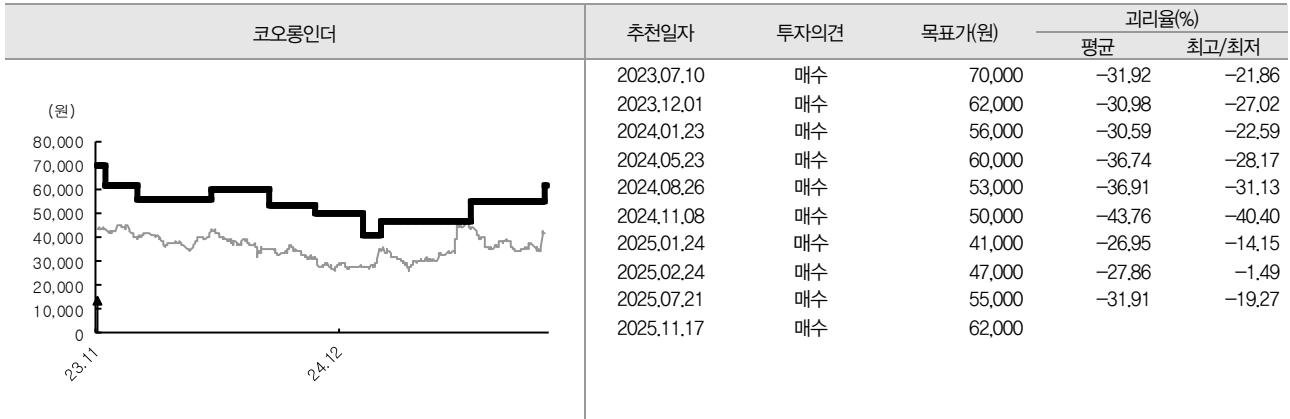 코오롱인더
추천일자 투자의견 목표가(원) 괴리율(%)
평균 최고/최저
(원)
80,000
70,000
60,000
50,000
40,000
30,000
20,000
10,000
0
23.11
24.12
2023.07.10 매수 70,000 -31.92 -21.86
2023.12.01 매수 62,000 -30.98 -27.02
2024.01.23 매수 56,000 -30.59 -22.59
2024.05.23 매수 60,000 -36.74 -28.17
2024.08.26 매수 53,000 -36.91 -31.13
2024.11.08 매수 50,000 -43.76 -40.40
2025.01.24 매수 41,000 -26.95 -14.15
2025.02.24 매수 47,000 -27.86 -1.49
2025.07.21 매수 55,000 -31.91 -19.27
2025.11.17 매수 62,000